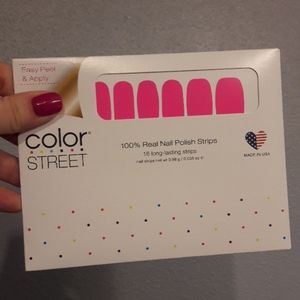 Easy Peel
& Apply
color
STREET
100% Real Nail Polish Strips
16 long-lasting strips
MADE IN USA